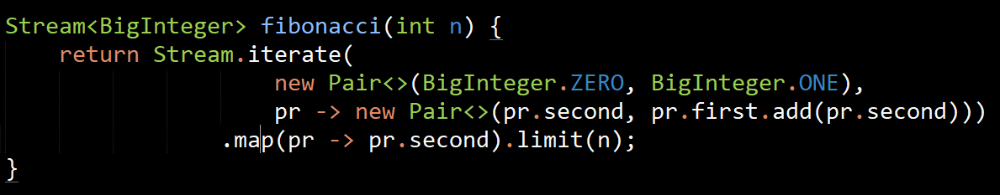 Stream<BigInteger> fibonacci(int n) {
    return Stream.iterate(
                    new Pair<>(BigInteger.ZERO, BigInteger.ONE),
                    pr -> new Pair<>(pr.second, pr.first.add(pr.second)))
                .map(pr -> pr.second).limit(n);
}